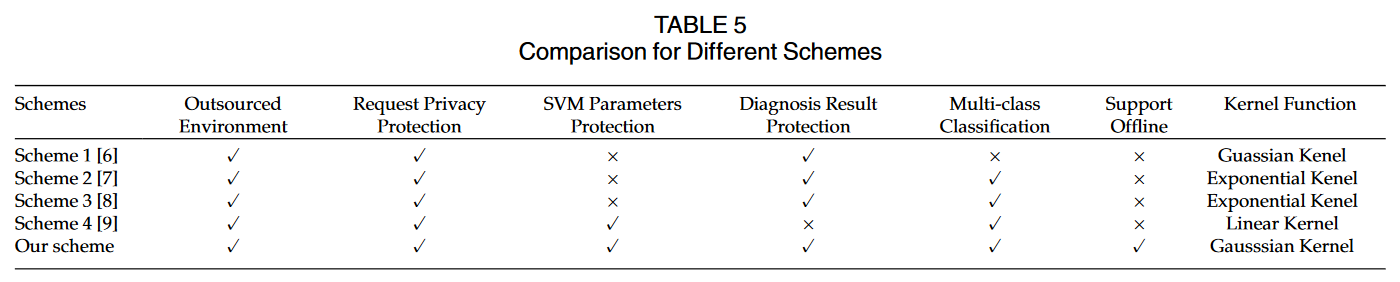 TABLE 5
Comparison for Different Schemes
Schemes Outsourced Environment Request Privacy Protection SVM Parameters Protection Diagnosis Result Protection Multi-class Classification Support Offline Kernel Function
Scheme 1 [6] ✓ ✓ × ✓ × × Guassian Kenel
Scheme 2 [7] ✓ ✓ × ✓ ✓ × Exponential Kenel
Scheme 3 [8] ✓ ✓ × ✓ ✓ × Exponential Kenel
Scheme 4 [9] ✓ ✓ ✓ × ✓ × Linear Kernel
Our scheme ✓ ✓ ✓ ✓ ✓ ✓ Gausssian Kernel